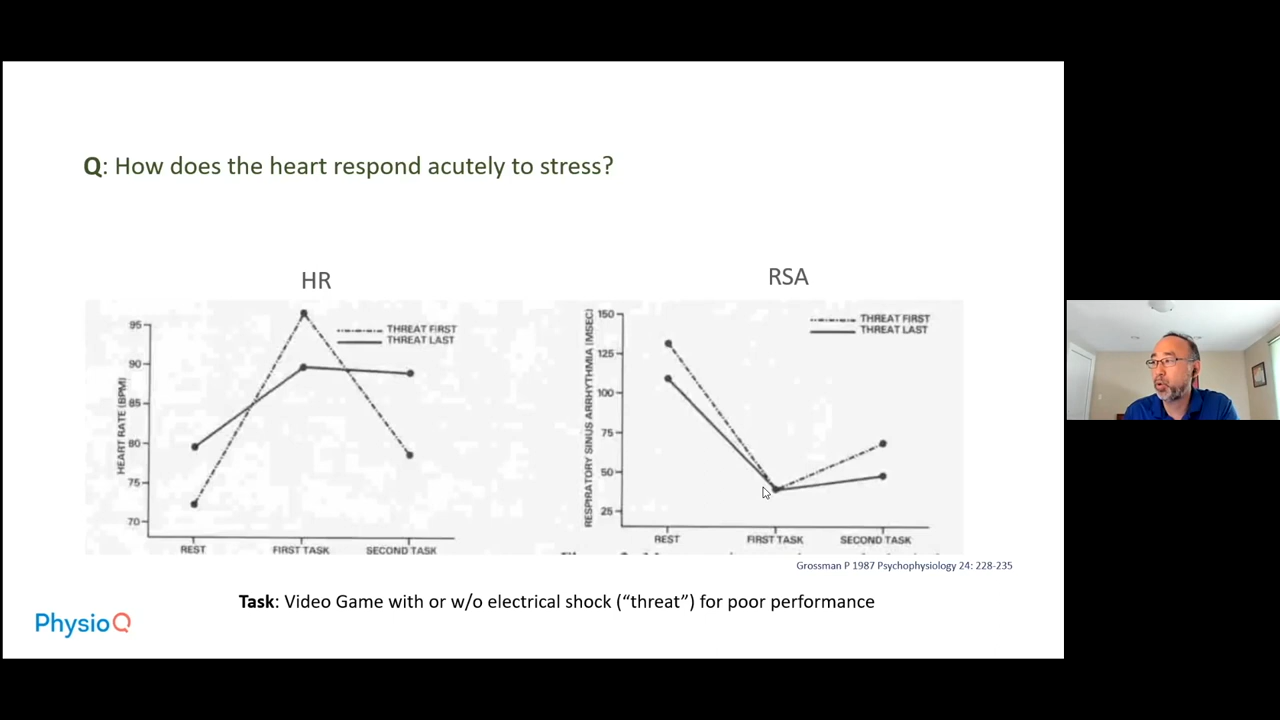 Q: How does the heart respond acutely to stress?
HR
RSA
95
90
85
80
75
70
HEART RATE (BPM)
THREAT FIRST
THREAT LAST
REST
FIRST TASK
SECOND TASK
150
125
100
75
50
25
RESPIRATORY SINUS ARRHYTHMIA (MSEC)
THREAT FIRST
THREAT LAST
REST
FIRST TASK
SECOND TASK
Grossman P 1987 Psychophysiology 24: 228-235
Task: Video Game with or w/o electrical shock (“threat”) for poor performance
PhysioQ